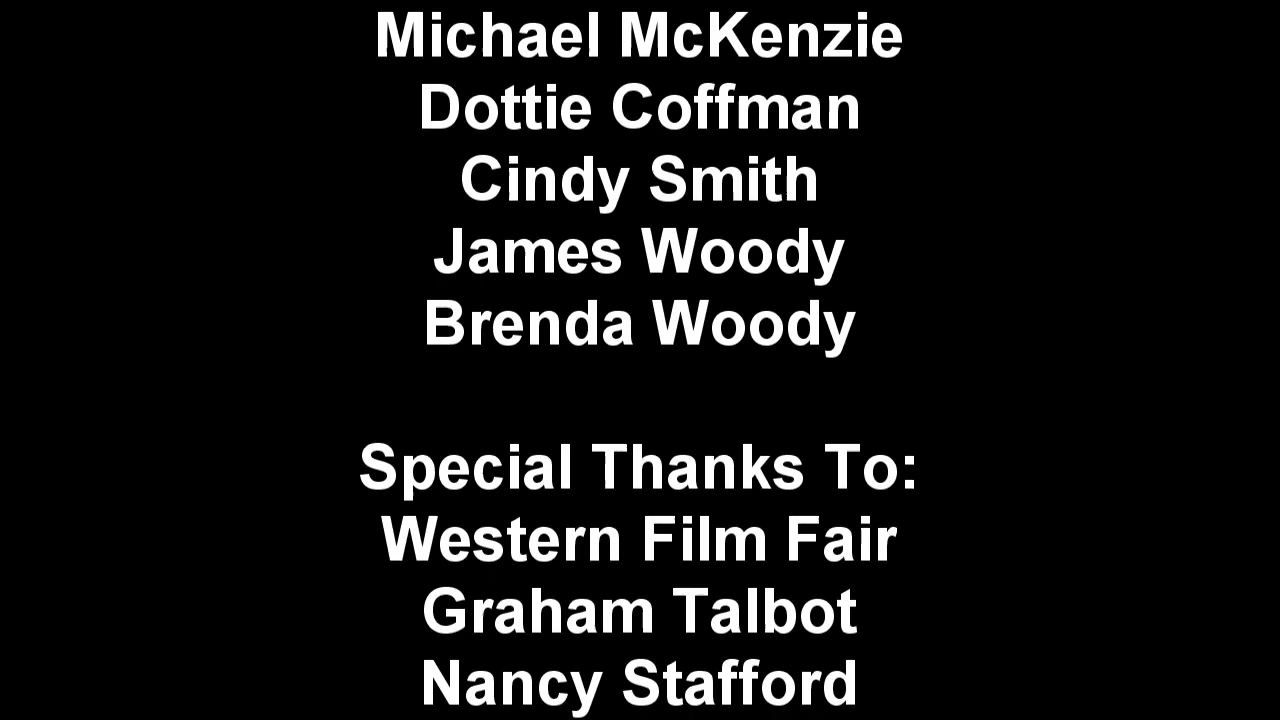 Michael McKenzie
Dottie Coffman
Cindy Smith
James Woody
Brenda Woody
Special Thanks To:
Western Film Fair
Graham Talbot
Nancy Stafford